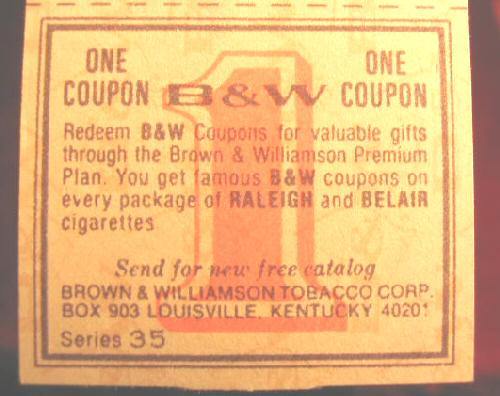 ONE COUPON B&W ONE COUPON
Redeem B&W Coupons for valuable gifts
through the Brown & Williamson Premium
Plan. You get famous B&W coupons on
every package of RALEIGH and BELAIR
cigarettes
Send for new free catalog
BROWN & WILLIAMSON TOBACCO CORP.
BOX 903 LOUISVILLE, KENTUCKY 40201
Series 35
1